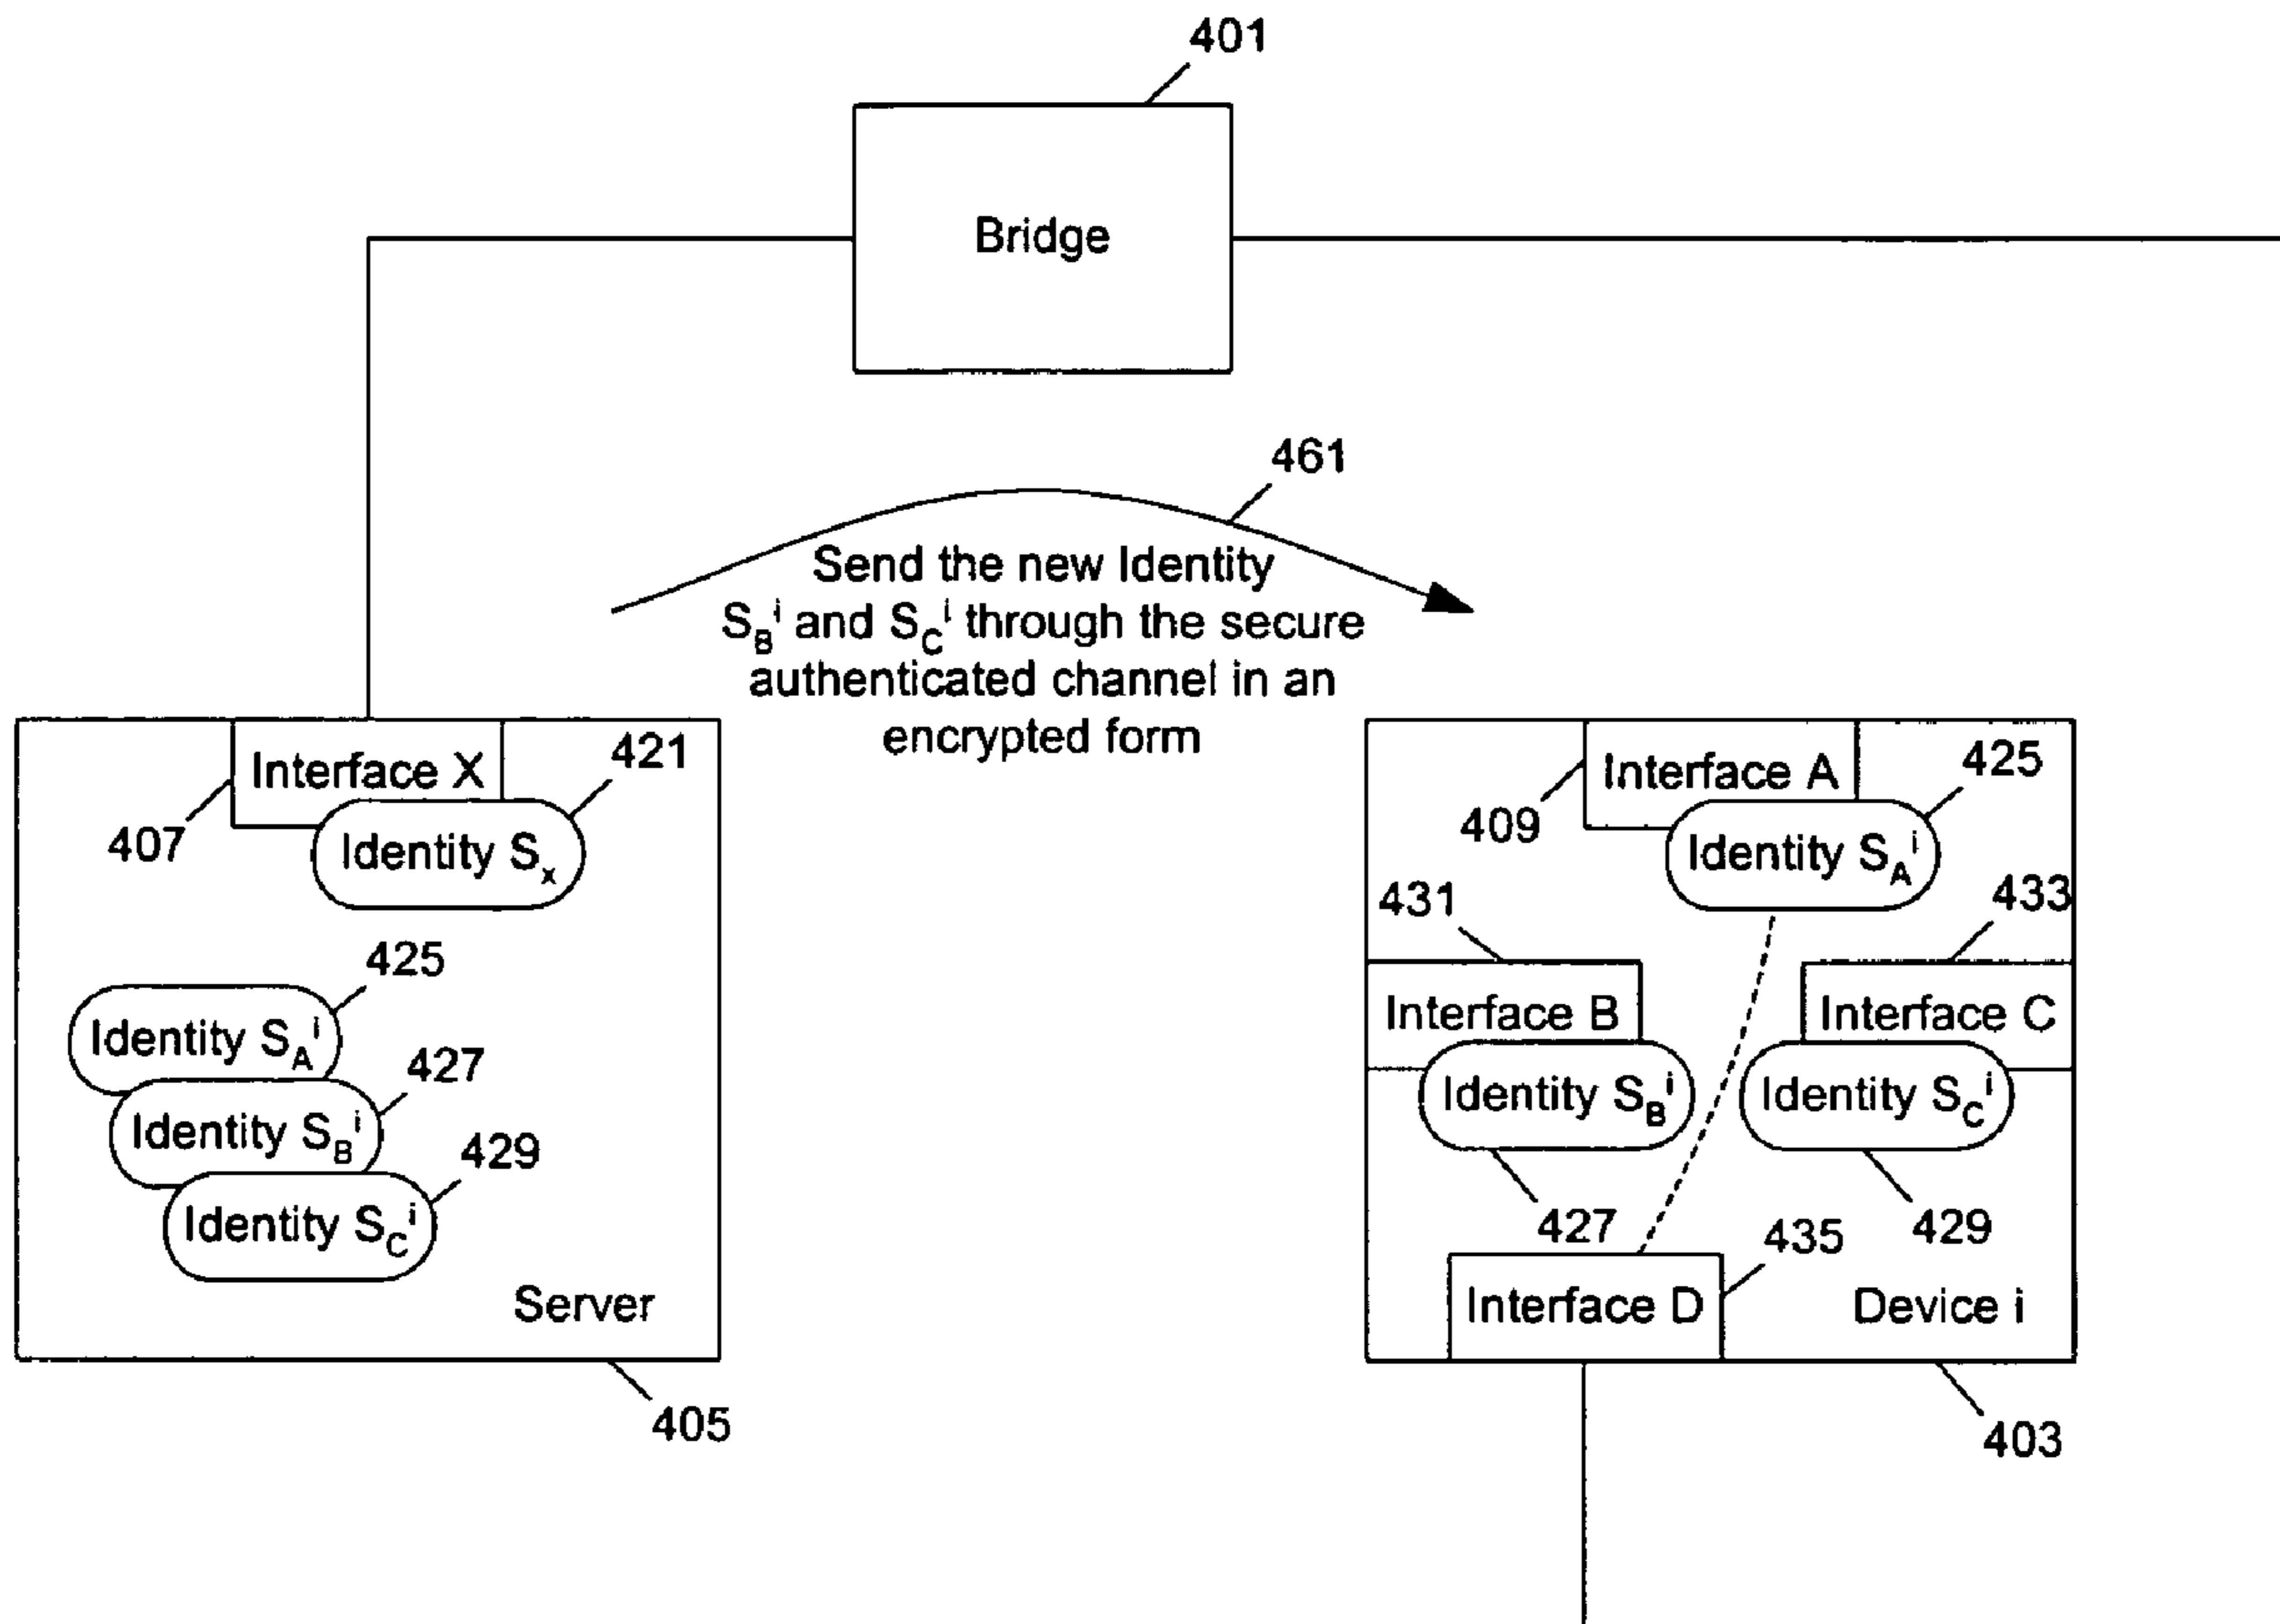 401
Bridge
461
Send the new Identity
S_B^i and S_C^i through the secure
authenticated channel in an
encrypted form
Interface X
421
407
Identity S_x
425
Identity S_A^i
427
Identity S_B^i
429
Identity S_C^i
Server
405
Interface A
425
409
Identity S_A^i
431
433
Interface B
Interface C
Identity S_B^i
Identity S_C^i
427
429
435
Interface D
Device i
403